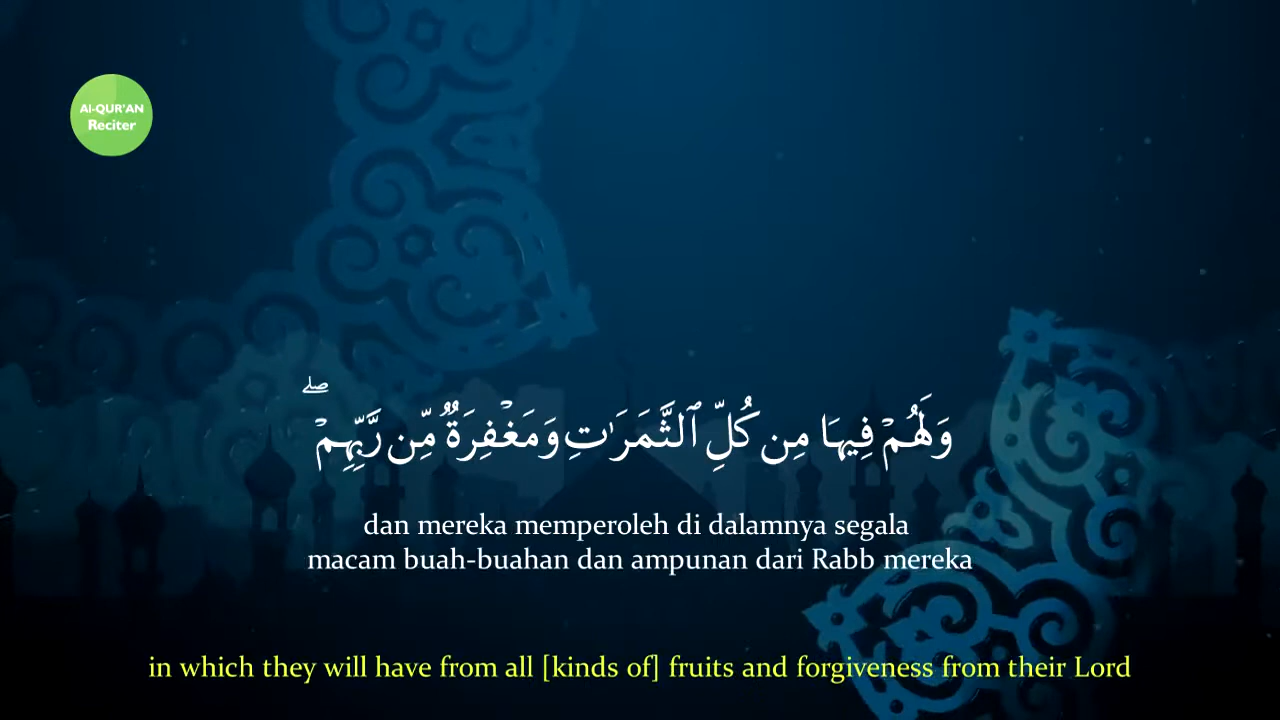 Al-QUR'AN
Reciter
وَلَهُمْ فِيهَا مِن كُلِّ ٱلثَّمَرَٰتِ وَمَغْفِرَةٌ مِّن رَّبِّهِمْ ۖ
dan mereka memperoleh di dalamnya segala
macam buah-buahan dan ampunan dari Rabb mereka
in which they will have from all [kinds of] fruits and forgiveness from their Lord